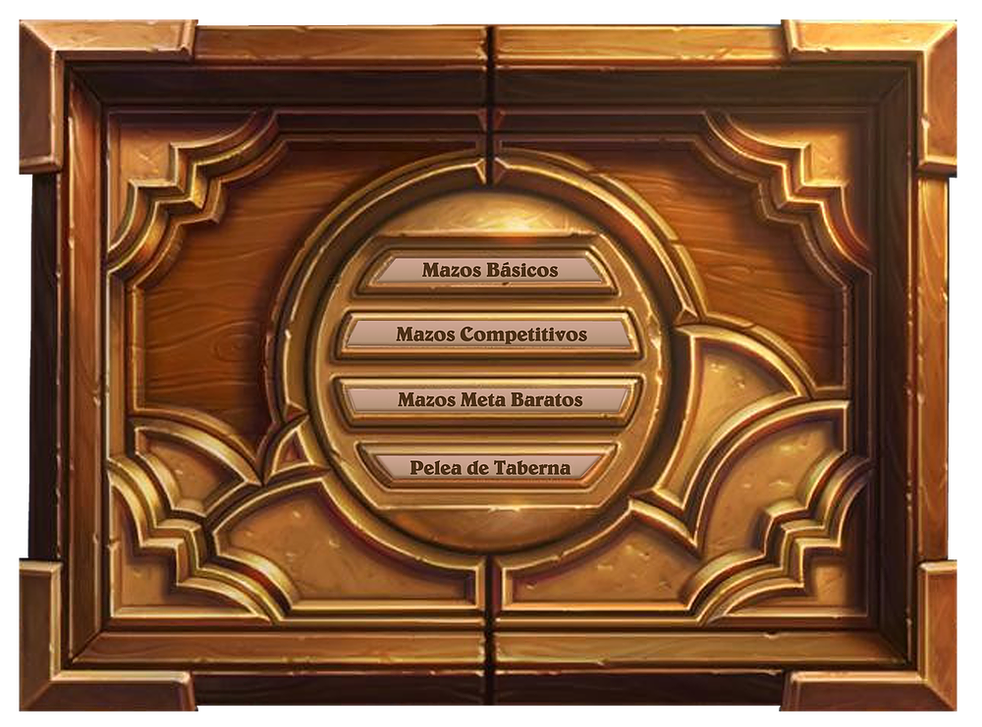 Mazos Básicos
Mazos Competitivos
Mazos Meta Baratos
Pelea de Taberna